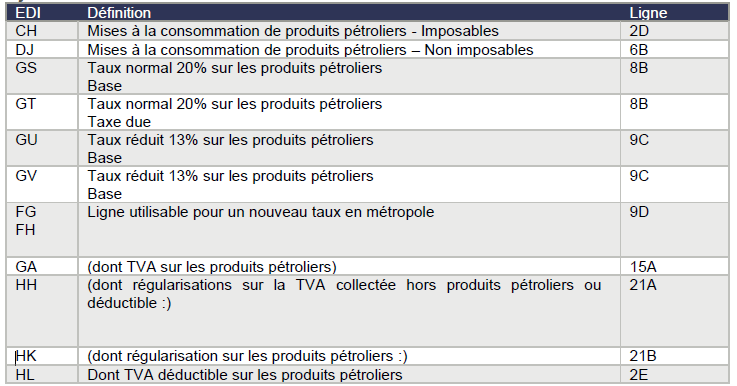 EDI Définition Ligne
CH Mises à la consommation de produits pétroliers - Imposables 2D
DJ Mises à la consommation de produits pétroliers – Non imposables 6B
GS Taux normal 20% sur les produits pétroliers 8B
Base
GT Taux normal 20% sur les produits pétroliers 8B
Taxe due
GU Taux réduit 13% sur les produits pétroliers 9C
Base
GV Taux réduit 13% sur les produits pétroliers 9C
Base
FG Ligne utilisable pour un nouveau taux en métropole 9D
FH
GA (dont TVA sur les produits pétroliers) 15A
HH (dont régularisations sur la TVA collectée hors produits pétroliers ou 21A
déductible :)
HK (dont régularisation sur les produits pétroliers :) 21B
HL Dont TVA déductible sur les produits pétroliers 2E